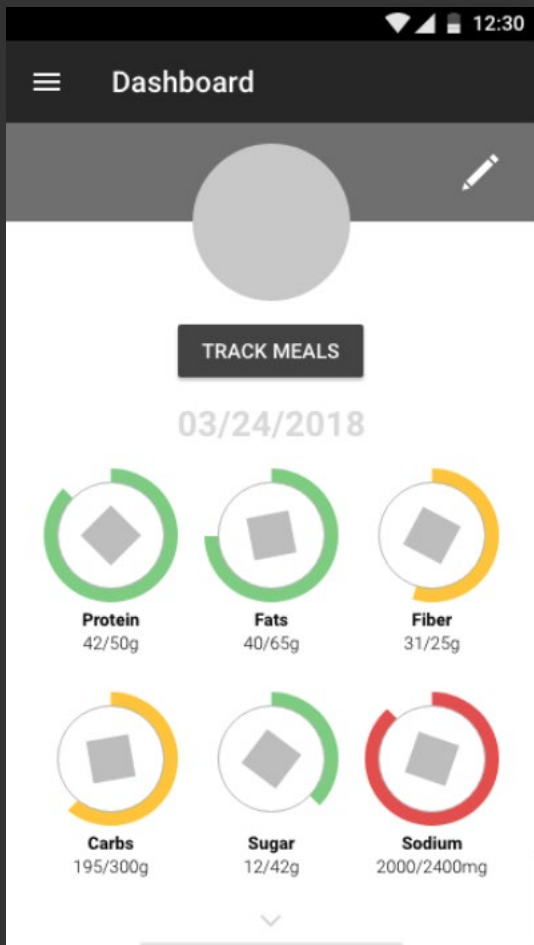 12:30
Dashboard
TRACK MEALS
03/24/2018
Protein
42/50g
Fats
40/65g
Fiber
31/25g
Carbs
195/300g
Sugar
12/42g
Sodium
2000/2400mg